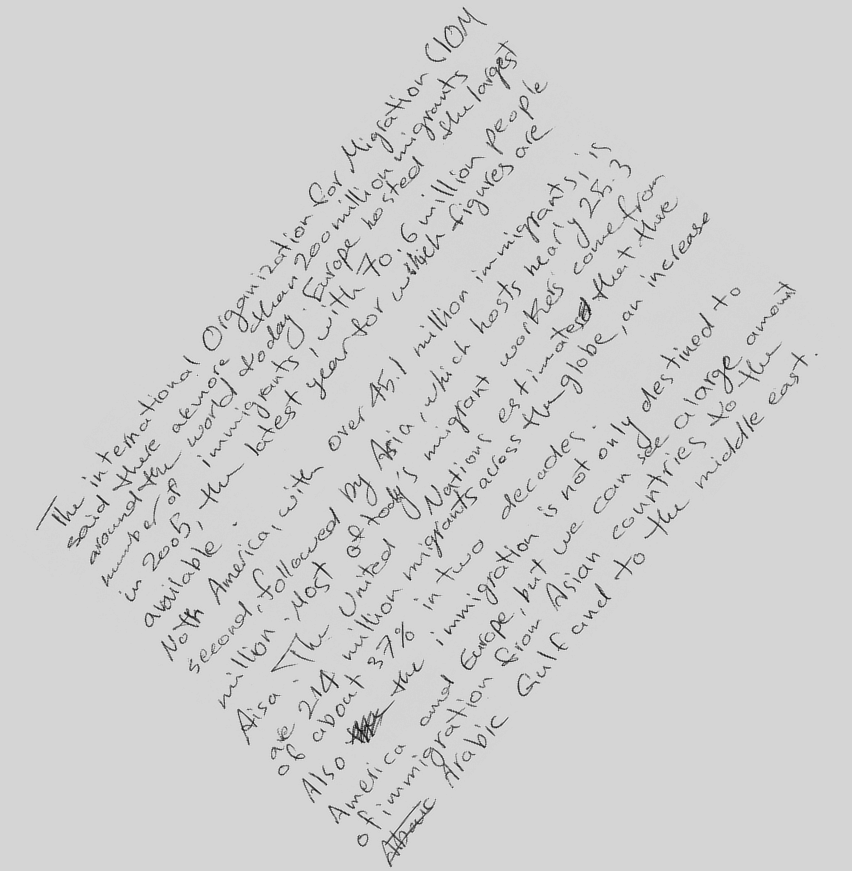 The international Organization for Migration (IOM
said there are more than 200 million migrants
around the world today. Europe hosted the largest
number of immigrants, with 70.6 million people
in 2005, the latest year for which figures are
available.
Noth America, with over 45.1 million immigrants, is
second, followed by Asia, which hosts nearly 25.3
million. Most of today's migrant workers come from
Aisa. The United Nations estimated that there
are 214 million migrants across the globe, an increase
of about 37% in two decades.
Also the immigration is not only destined to
America and Europe, but we can see a large amount
of immigration from Asian countries to the
Arabic Gulf and to the middle east.